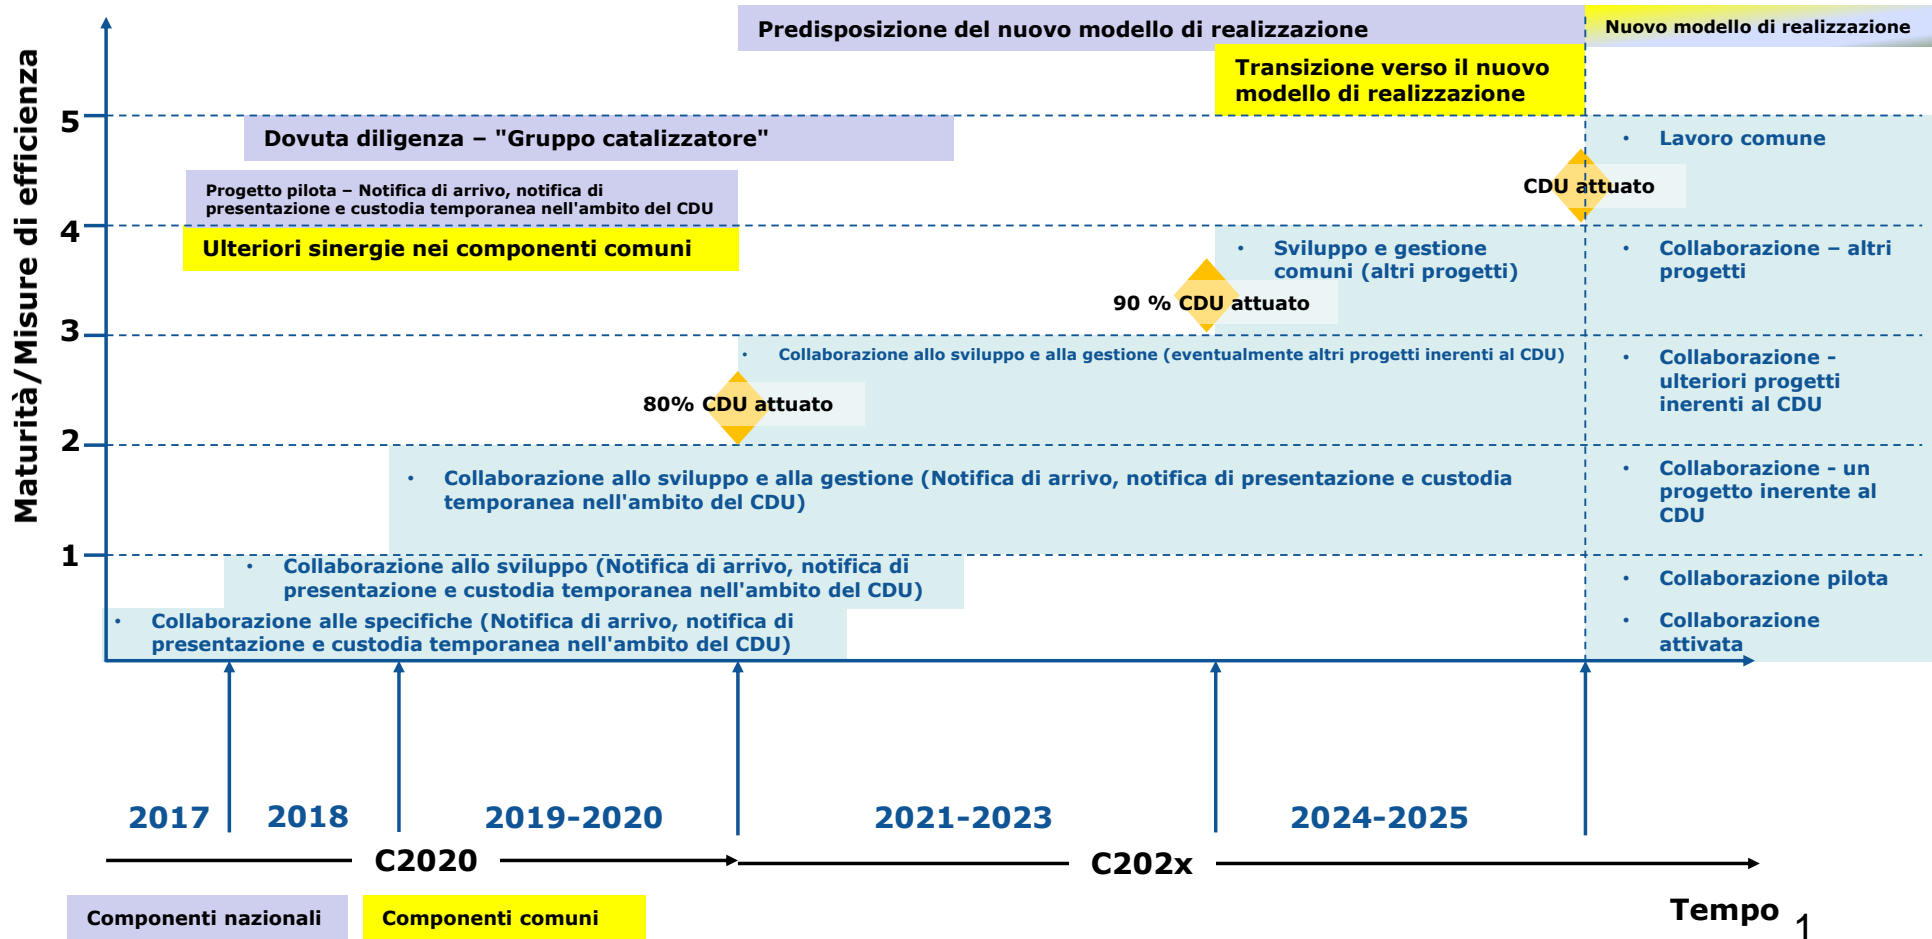 Predisposizione del nuovo modello di realizzazione
Nuovo modello di realizzazione
Transizione verso il nuovo
modello di realizzazione
Maturità/Misure di efficienza
5
Dovuta diligenza – "Gruppo catalizzatore"
• Lavoro comune
Progetto pilota – Notifica di arrivo, notifica di
presentazione e custodia temporanea nell'ambito del CDU
CDU attuato
4
Ulteriori sinergie nei componenti comuni
• Sviluppo e gestione
comuni (altri progetti)
• Collaborazione – altri
progetti
90 % CDU attuato
3
• Collaborazione allo sviluppo e alla gestione (eventualmente altri progetti inerenti al CDU)
• Collaborazione -
ulteriori progetti
inerenti al CDU
80% CDU attuato
2
• Collaborazione allo sviluppo e alla gestione (Notifica di arrivo, notifica di presentazione e custodia
temporanea nell'ambito del CDU)
• Collaborazione - un
progetto inerente al
CDU
1
• Collaborazione allo sviluppo (Notifica di arrivo, notifica di
presentazione e custodia temporanea nell'ambito del CDU)
• Collaborazione pilota
• Collaborazione alle specifiche (Notifica di arrivo, notifica di
presentazione e custodia temporanea nell'ambito del CDU)
• Collaborazione
attivata
2017
2018
2019-2020
2021-2023
2024-2025
C2020
C202x
Componenti nazionali
Componenti comuni
Tempo
1